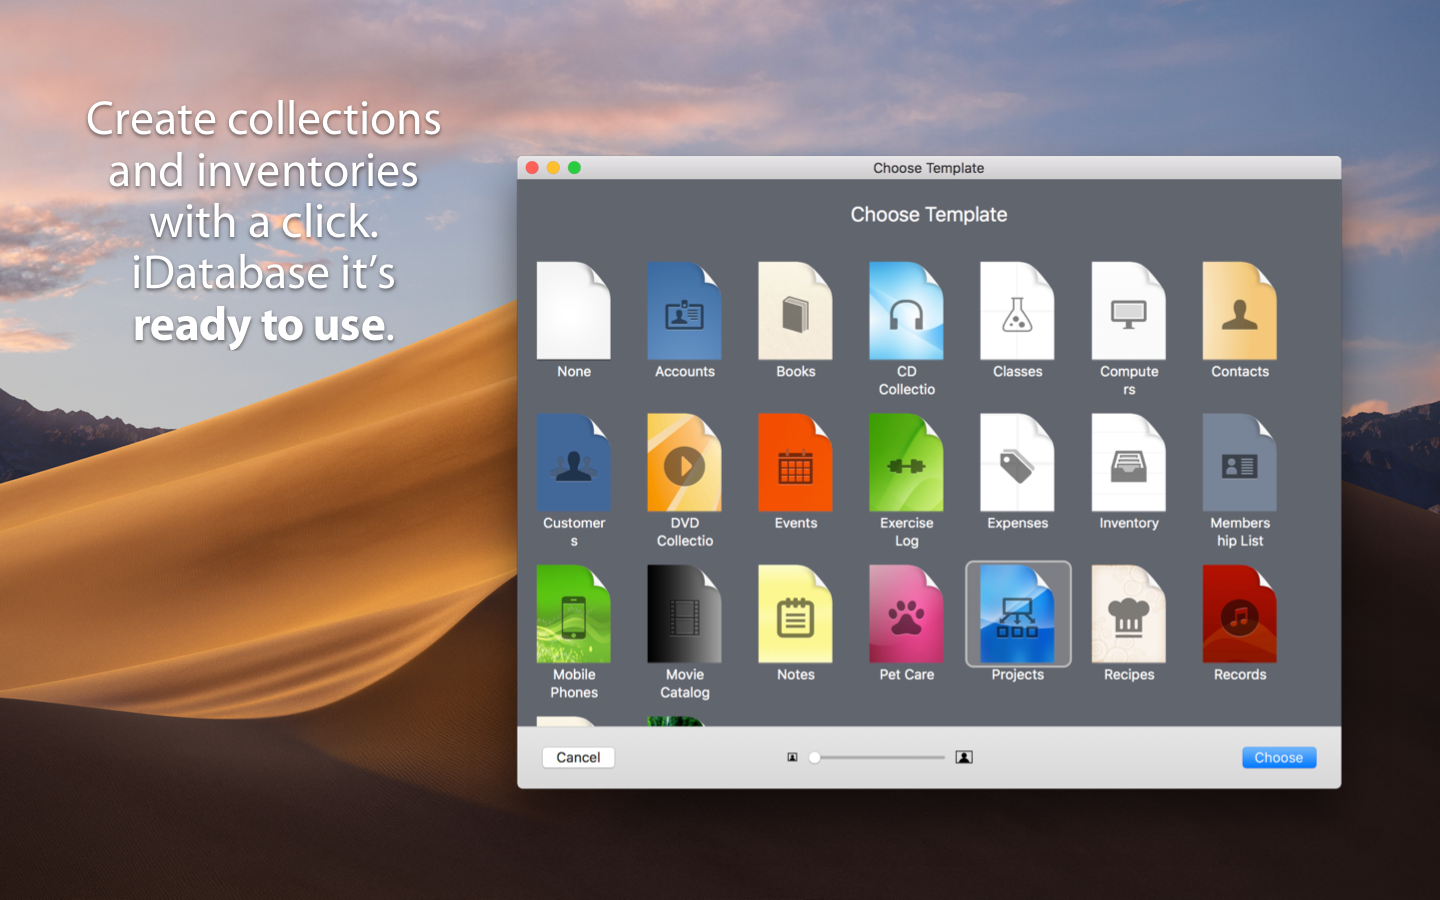 Create collections
and inventories
with a click.
iDatabase it's
ready to use.
Choose Template
Choose Template
None
Accounts
Books
CD
Collectio
Classes
Compute
rs
Contacts
Customer
s
DVD
Collectio
Events
Exercise
Log
Expenses
Inventory
Members
hip List
Mobile
Phones
Movie
Catalog
Notes
Pet Care
Projects
Recipes
Records
Cancel
Choose